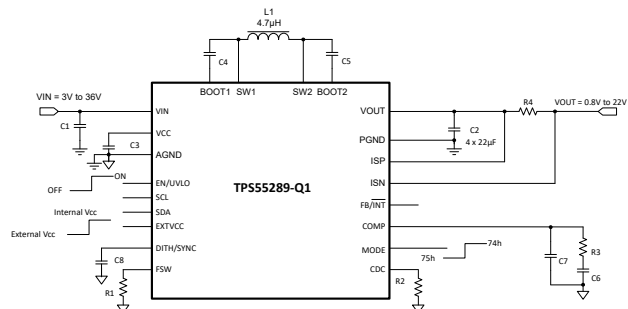 L1
4.7µH
C4
C5
BOOT1 SW1
SW2 BOOT2
VIN = 3V to 36V
C1
VIN
VCC
C3
AGND
OFF
ON
EN/UVLO
SCL
Internal Vcc
SDA
External Vcc
EXTVCC
DITH/SYNC
C8
FSW
R1
TPS55289-Q1
VOUT
R4
VOUT = 0.8V to 22V
C2
4 x 22µF
PGND
ISP
ISN
FB/INT
COMP
MODE
75h
74h
CDC
R2
C7
R3
C6